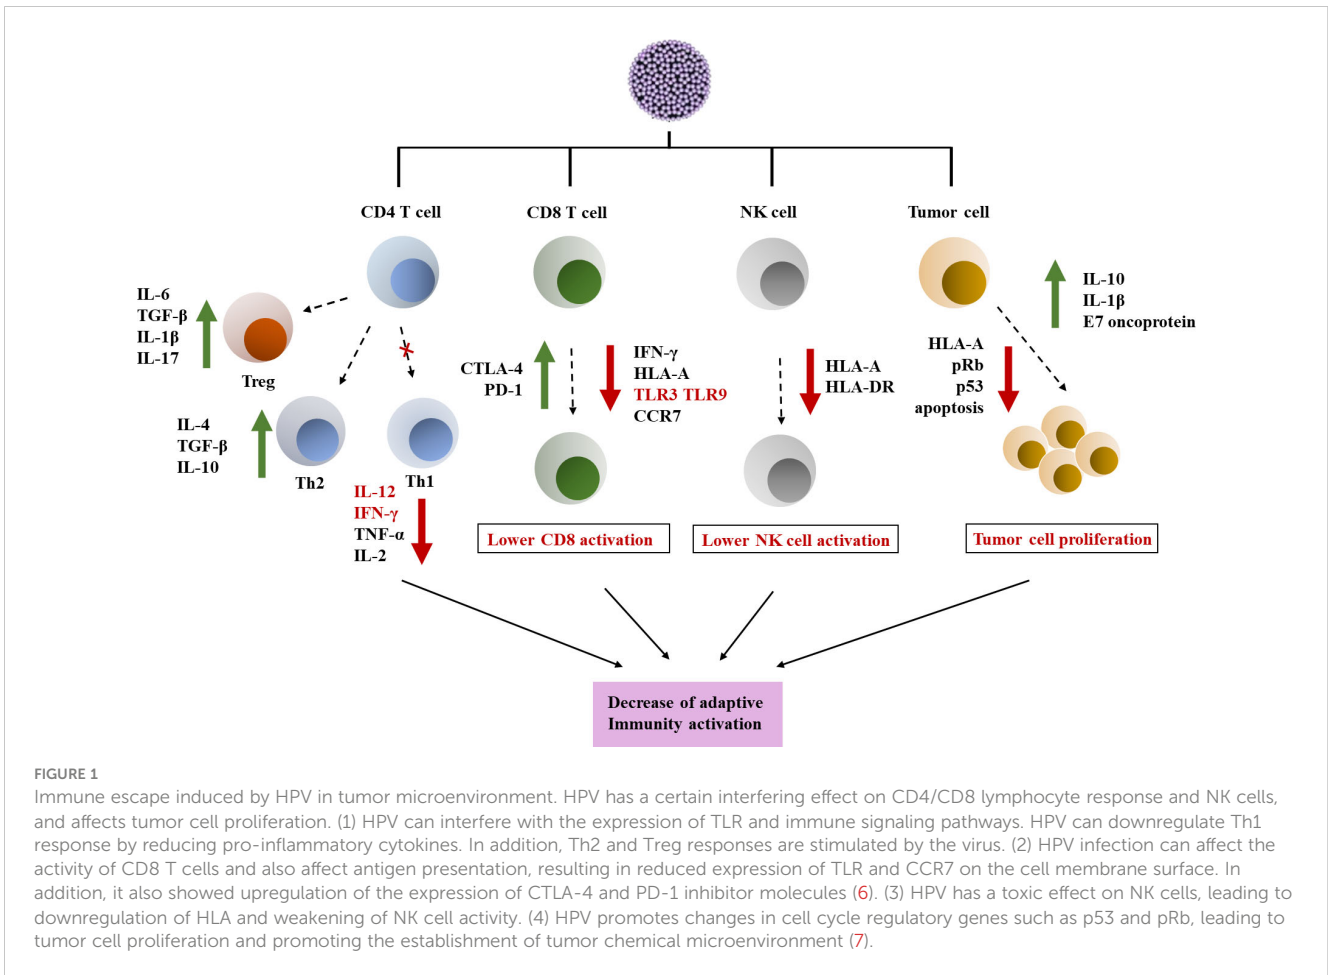 CD4 T cell
CD8 T cell
NK cell
Tumor cell
IL-6
TGF-β
IL-1β
IL-17
Treg
IL-4
TGF-β
IL-10
Th2
Th1
IL-12
IFN-γ
TNF-α
IL-2
CTLA-4
PD-1
IFN-γ
HLA-A
TLR3 TLR9
CCR7
HLA-A
HLA-DR
IL-10
IL-1β
E7 oncoprotein
HLA-A
pRb
p53
apoptosis
Lower CD8 activation
Lower NK cell activation
Tumor cell proliferation
Decrease of adaptive
Immunity activation
FIGURE 1
Immune escape induced by HPV in tumor microenvironment. HPV has a certain interfering effect on CD4/CD8 lymphocyte response and NK cells,
and affects tumor cell proliferation. (1) HPV can interfere with the expression of TLR and immune signaling pathways. HPV can downregulate Th1
response by reducing pro-inflammatory cytokines. In addition, Th2 and Treg responses are stimulated by the virus. (2) HPV infection can affect the
activity of CD8 T cells and also affect antigen presentation, resulting in reduced expression of TLR and CCR7 on the cell membrane surface. In
addition, it also showed upregulation of the expression of CTLA-4 and PD-1 inhibitor molecules (6). (3) HPV has a toxic effect on NK cells, leading to
downregulation of HLA and weakening of NK cell activity. (4) HPV promotes changes in cell cycle regulatory genes such as p53 and pRb, leading to
tumor cell proliferation and promoting the establishment of tumor chemical microenvironment (7).